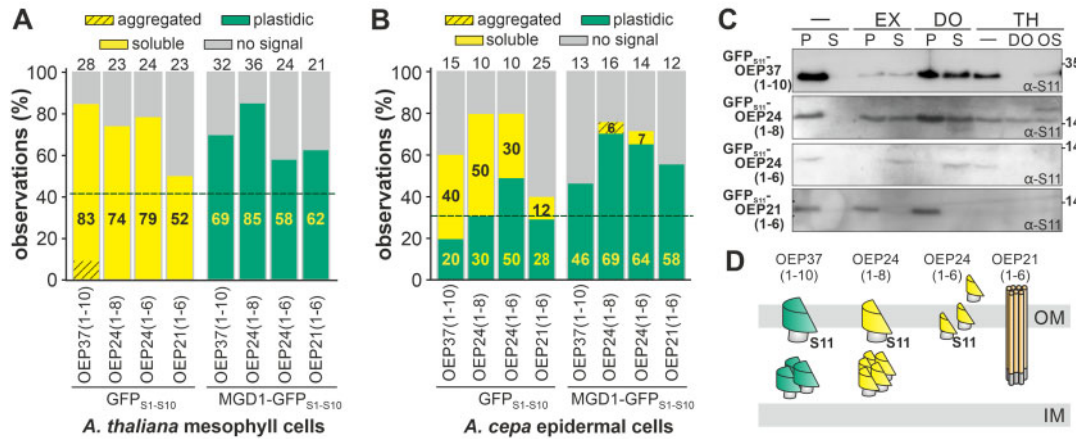 A
aggregated plastidic
soluble no signal
observations (%)
100
80
60
40
20
0
28 23 24 23 32 36 24 21
83 74 79 52 69 85 58 62
OEP37(1-10)
OEP24(1-8)
OEP24(1-6)
OEP21(1-6)
OEP37(1-10)
OEP24(1-8)
OEP24(1-6)
OEP21(1-6)
GFPS1-S10 MGD1-GFPS1-S10
A. thaliana mesophyll cells
B
aggregated plastidic
soluble no signal
observations (%)
100
80
60
40
20
0
15 10 10 25 13 16 14 12
40 50 30 12 6 7
20 30 50 28 46 69 64 58
OEP37(1-10)
OEP24(1-8)
OEP24(1-6)
OEP21(1-6)
OEP37(1-10)
OEP24(1-8)
OEP24(1-6)
OEP21(1-6)
GFPS1-S10 MGD1-GFPS1-S10
A. cepa epidermal cells
C
— EX DO TH
P S P S P S — DO OS
GFPS11-
OEP37
(1-10)
35
α-S11
GFPS11-
OEP24
(1-8)
14
α-S11
GFPS11-
OEP24
(1-6)
14
α-S11
GFPS11-
OEP21
(1-6)
14
α-S11
D
OEP37 OEP24 OEP24 OEP21
(1-10) (1-8) (1-6) (1-6)
OM
S11 S11 S11
IM